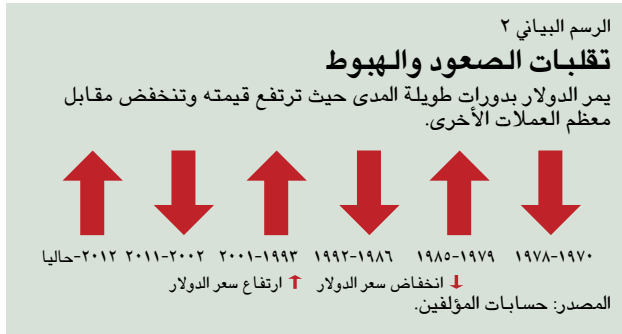 الرسم البياني ٢
تقلبات الصعود والهبوط
يمر الدولار بدورات طويلة المدى حيث ترتفع قيمته وتنخفض مقابل
معظم العملات الأخرى.
١٩٧٠-١٩٧٨ ١٩٧٩-١٩٨٥ ١٩٨٦-١٩٩٢ ١٩٩٣-٢٠٠١ ٢٠٠٢-٢٠١١ ٢٠١٢-حاليا
انخفاض سعر الدولار ارتفاع سعر الدولار
المصدر: حسابات المؤلفين.